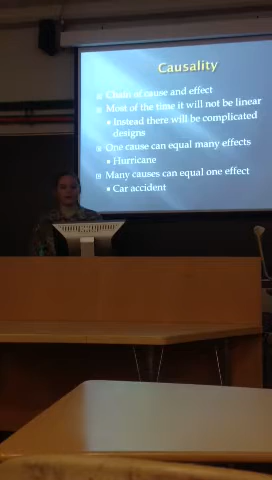 Causality
Chain of cause and effect
Most of the time it will not be linear
Instead there will be complicated
designs
One cause can equal many effects
Hurricane
Many causes can equal one effect
Car accident